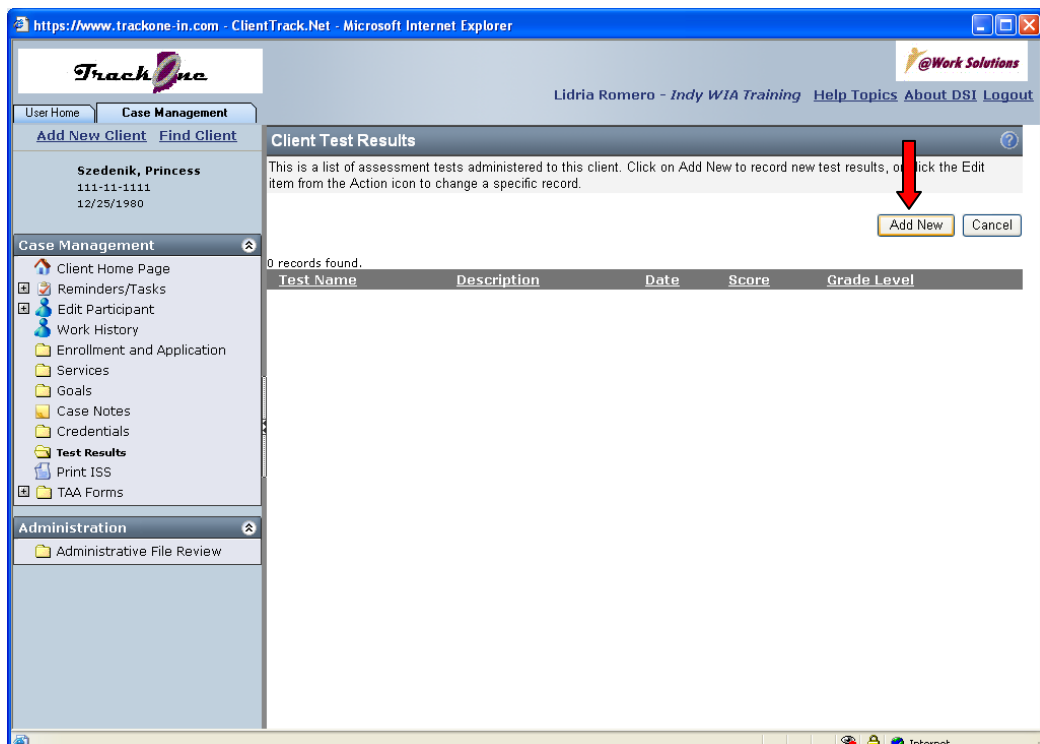 https://www.trackone-in.com - ClientTrack.Net - Microsoft Internet Explorer
TrackOne
@Work Solutions
Lidria Romero - Indy WIA Training Help Topics About DSI Logout
User Home Case Management
Add New Client Find Client
Szedenik, Princess
111-11-1111
12/25/1980
Case Management
Client Home Page
Reminders/Tasks
Edit Participant
Work History
Enrollment and Application
Services
Goals
Case Notes
Credentials
Test Results
Print ISS
TAA Forms
Administration
Administrative File Review
Client Test Results
This is a list of assessment tests administered to this client. Click on Add New to record new test results, or click the Edit
item from the Action icon to change a specific record.
Add New Cancel
0 records found.
Test Name Description Date Score Grade Level
Internet